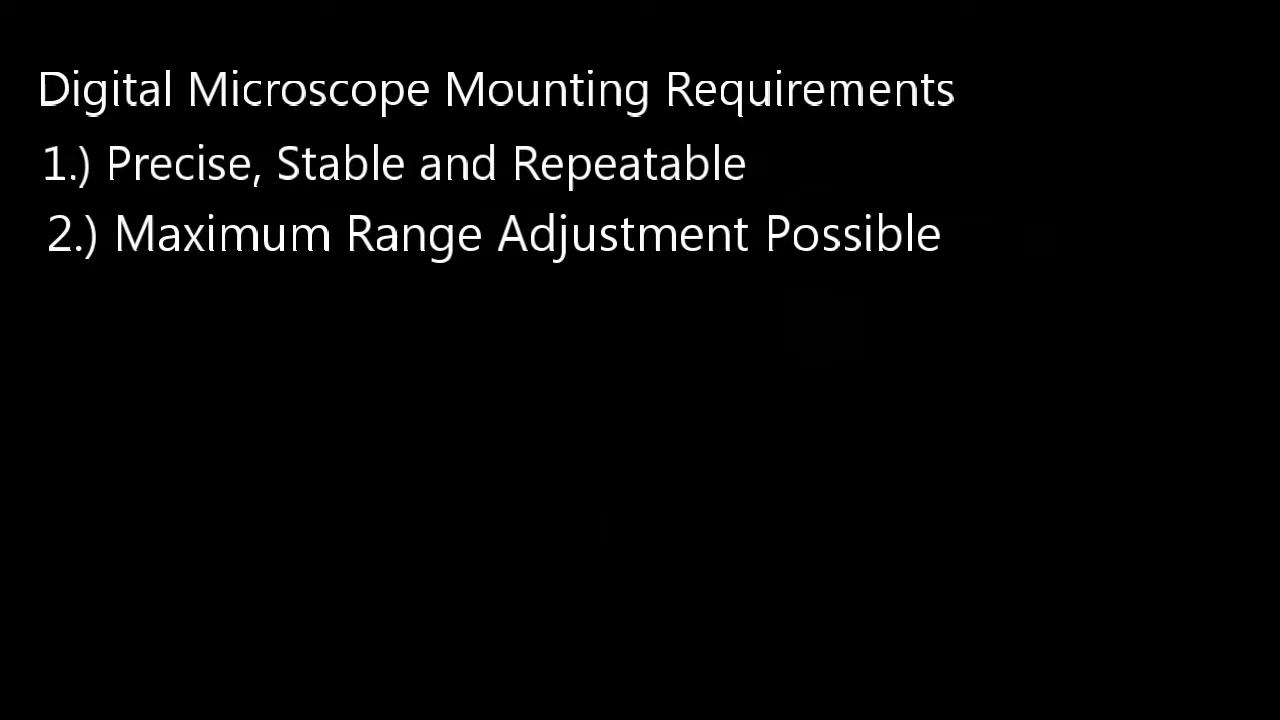 Digital Microscope Mounting Requirements
1.) Precise, Stable and Repeatable
2.) Maximum Range Adjustment Possible